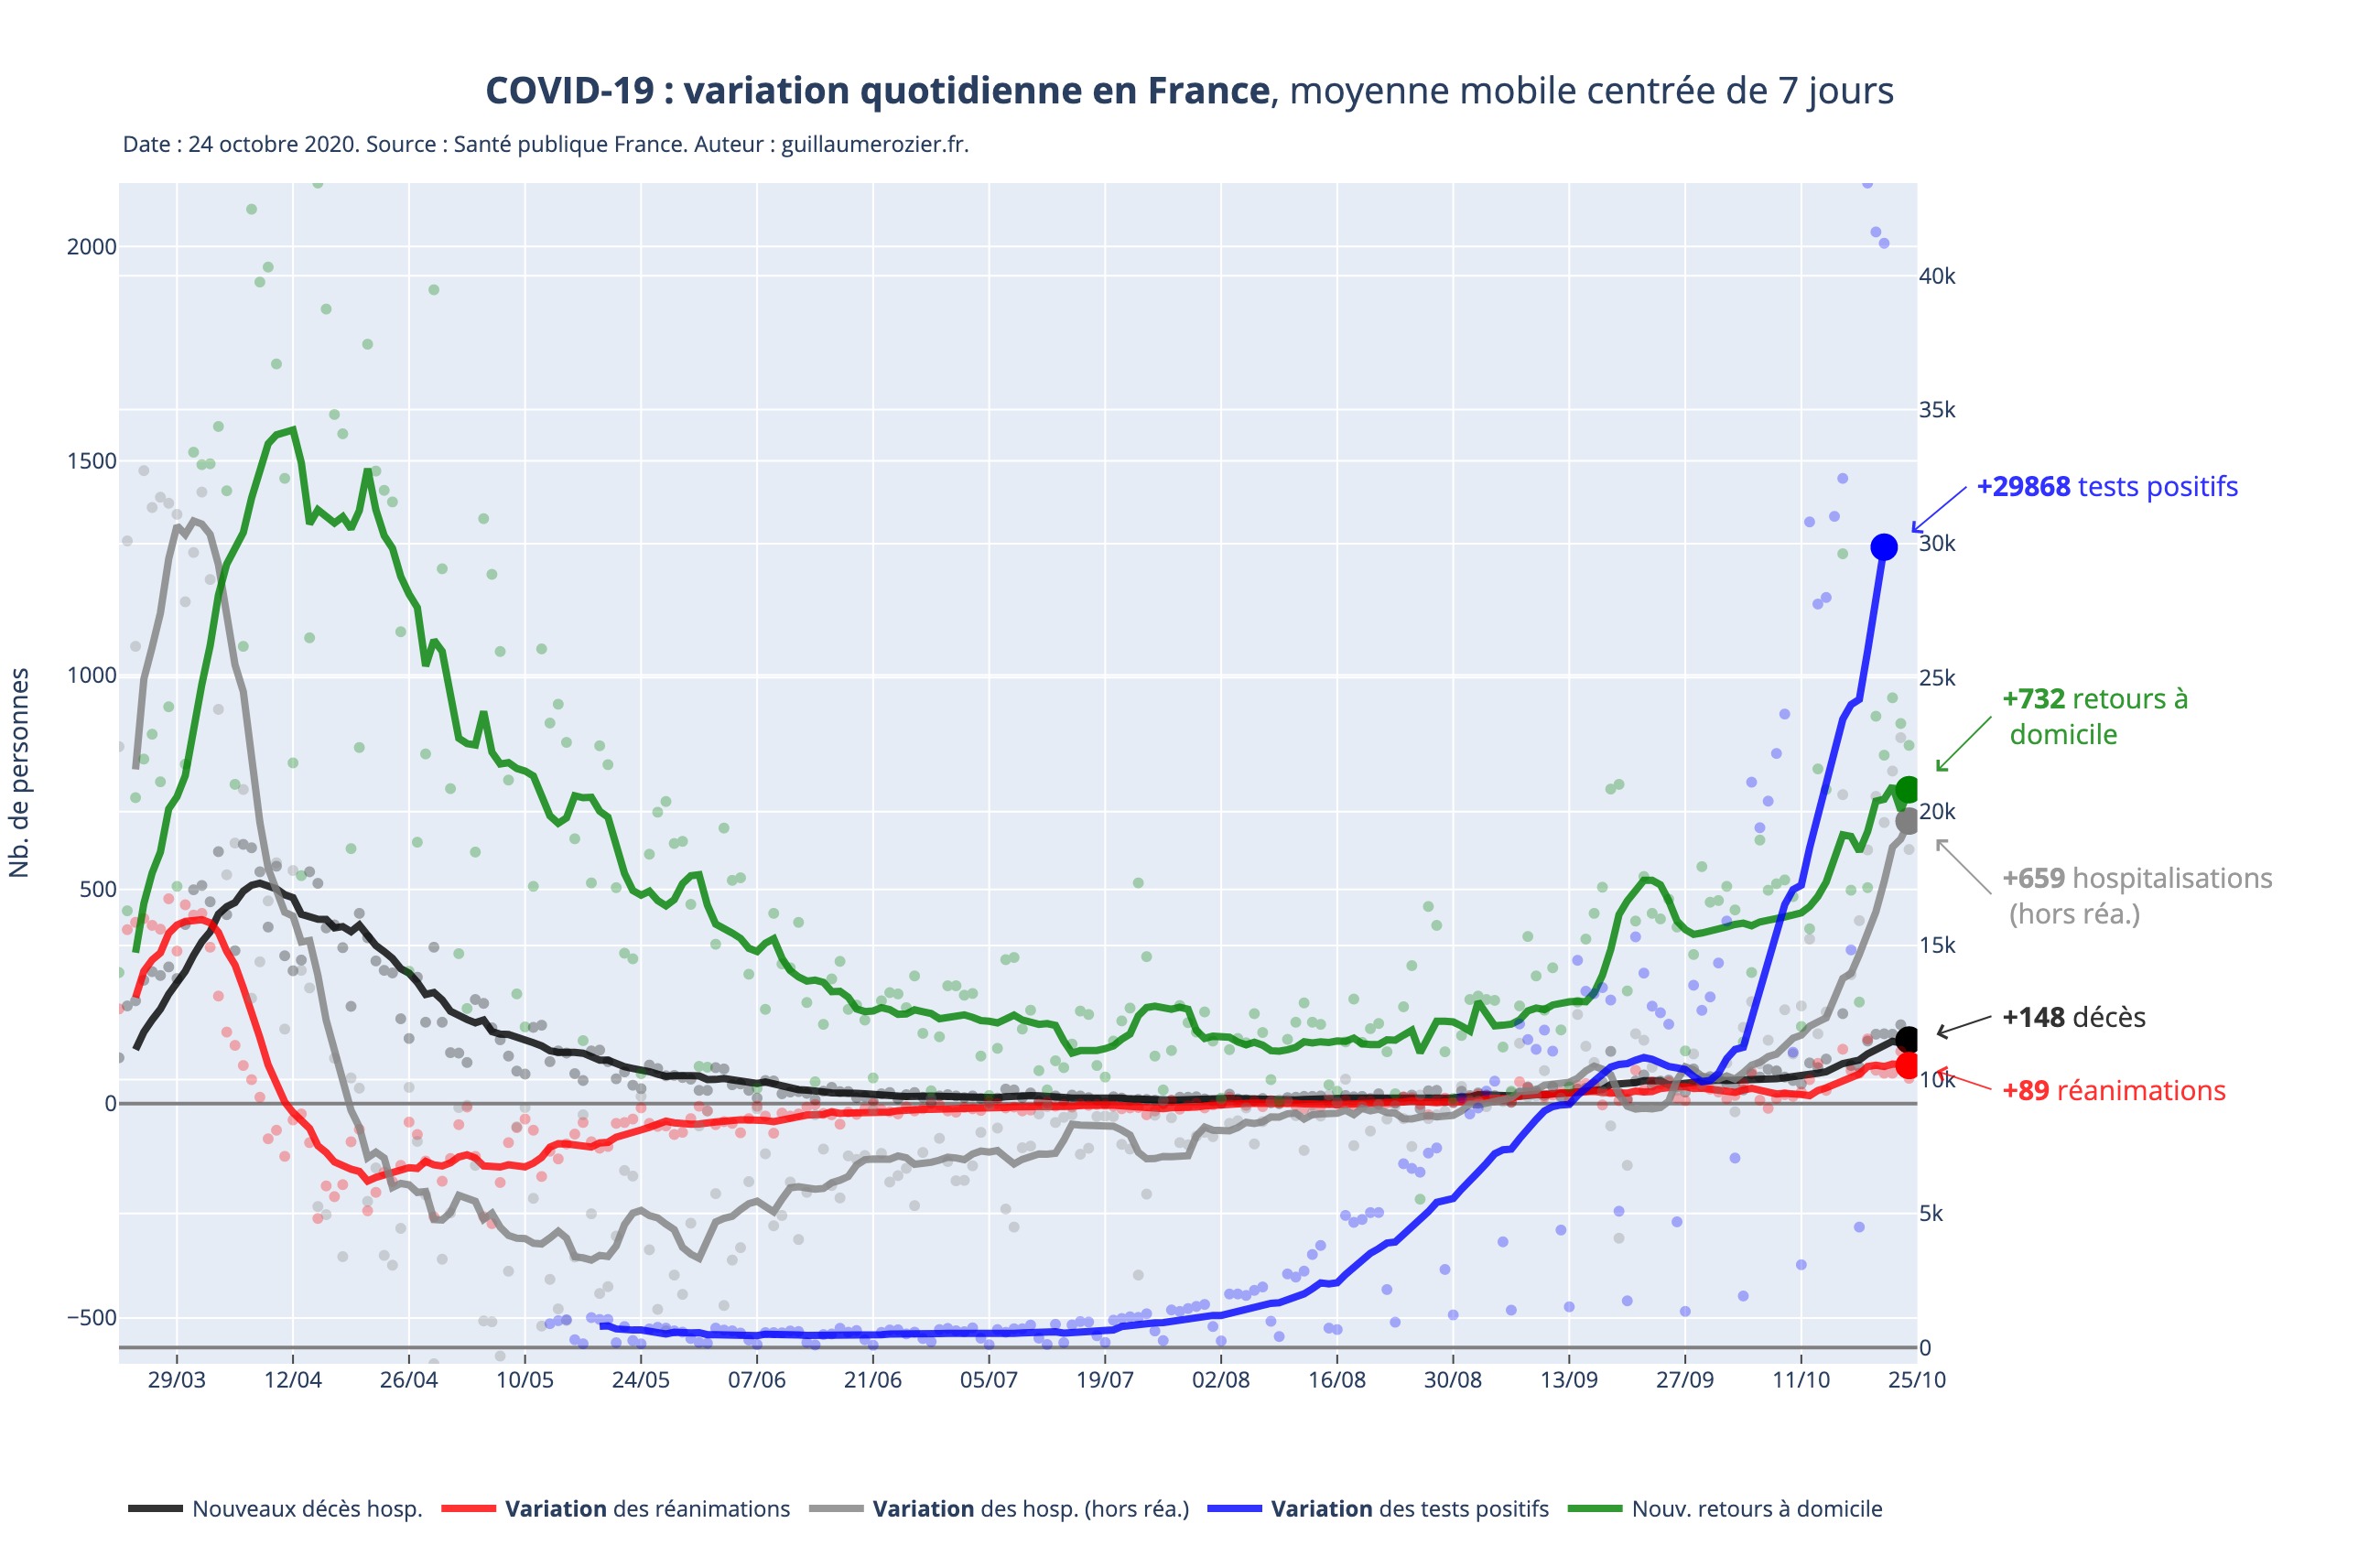 COVID-19 : variation quotidienne en France, moyenne mobile centrée de 7 jours
Date : 24 octobre 2020. Source : Santé publique France. Auteur : guillaumerozier.fr.
Nb. de personnes
2000
1500
1000
500
0
−500
40k
35k
30k
25k
20k
15k
10k
5k
0
+29868 tests positifs
+732 retours à
domicile
+659 hospitalisations
(hors réa.)
+148 décès
+89 réanimations
29/03 12/04 26/04 10/05 24/05 07/06 21/06 05/07 19/07 02/08 16/08 30/08 13/09 27/09 11/10 25/10
Nouveaux décès hosp. Variation des réanimations Variation des hosp. (hors réa.) Variation des tests positifs Nouv. retours à domicile